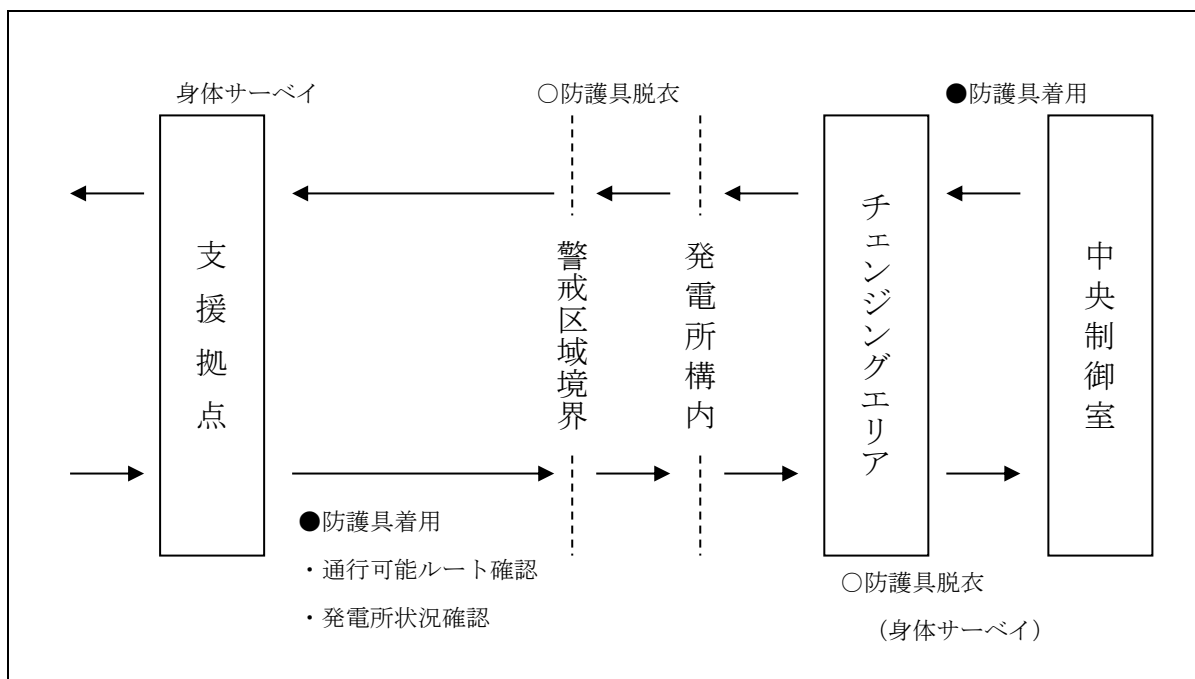 身体サーベイ
○防護具脱衣
●防護具着用
支援拠点
警戒区域境界
発電所構内
チェンジングエリア
中央制御室
●防護具着用
・通行可能ルート確認
・発電所状況確認
○防護具脱衣
（身体サーベイ）